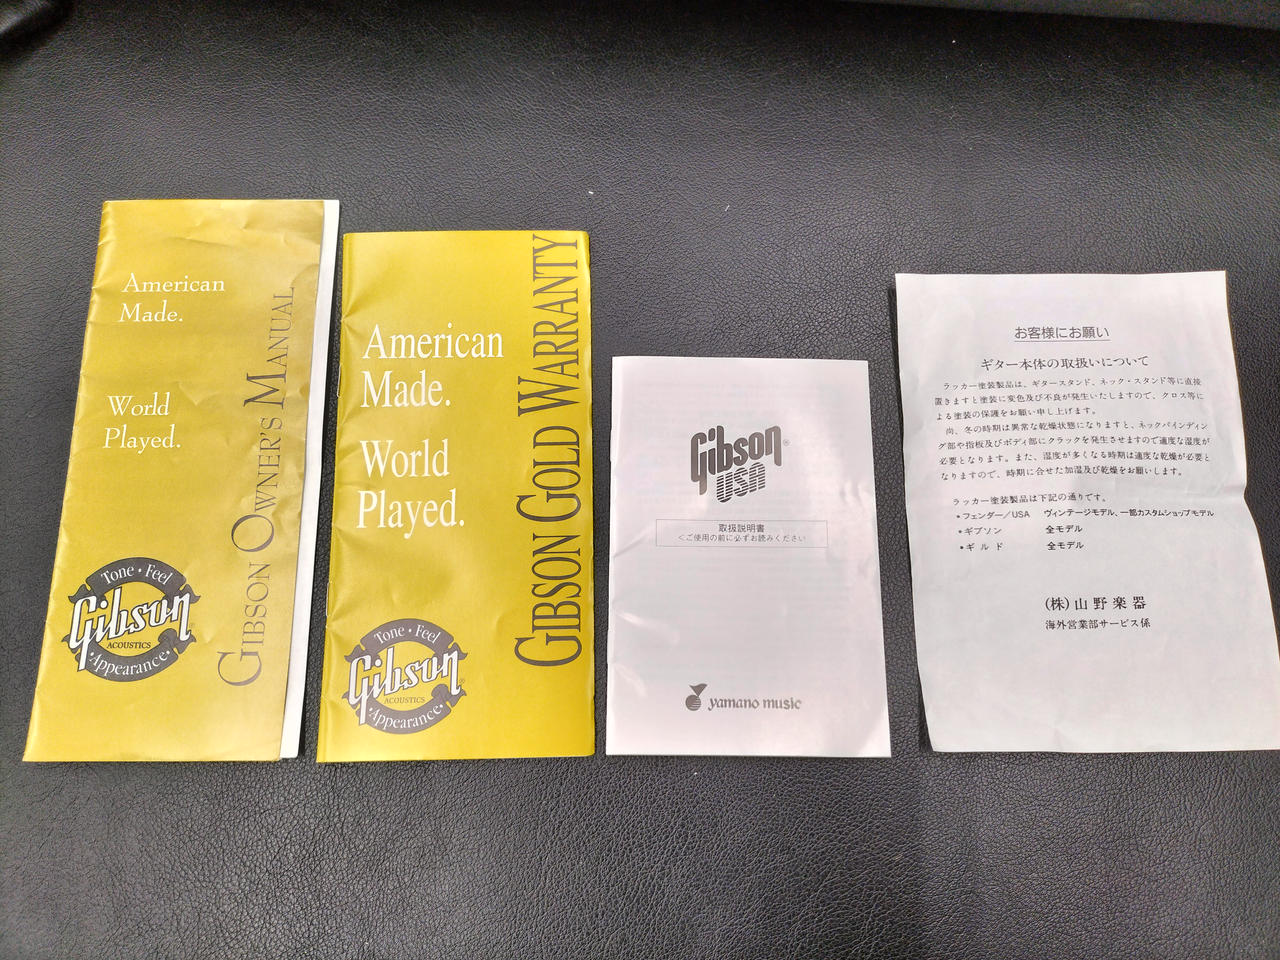 American
Made.
World
Played.
GIBSON OWNER'S MANUAL
Tone • Feel
Gibson
ACOUSTICS
• Appearance •
American
Made.
World
Played.
GIBSON GOLD WARRANTY
Tone • Feel
Gibson
ACOUSTICS
• Appearance •
Gibson®
USA
取扱説明書
<ご使用の前に必ずお読みください
yamano music
お客様にお願い
ギター本体の取扱いについて
ラッカー塗装製品は、ギタースタンド、ネック・スタンド等に直接
置きますと塗装に変色及び不良が発生いたしますので、クロス等に
よる塗装の保護をお願い申し上げます。
尚、冬の時期は異常な乾燥状態になりますと、ネックバインディン
グ部や指板及びボディ部にクラックを発生させますので適度な湿度が
必要となります。また、湿度が多くなる時期は適度な乾燥が必要と
なりますので、時期に合せた加湿及び乾燥をお願いします。
ラッカー塗装製品は下記の通りです。
•フェンダー/USA ヴィンテージモデル、一部カスタムショップモデル
•ギブソン 全モデル
•ギルド 全モデル
(株)山野楽器
海外営業部サービス係